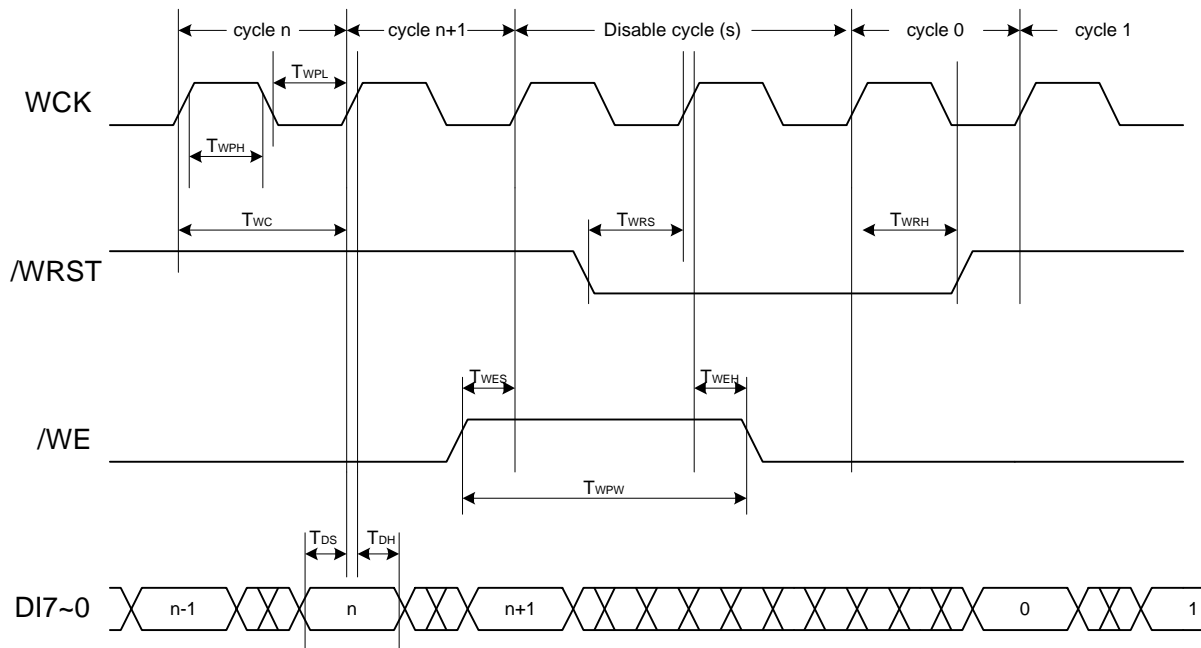 cycle n cycle n+1 Disable cycle (s) cycle 0 cycle 1
TWPL
WCK
TWPH
TWC TWRS TWRH
/WRST
TWES TWEH
/WE
TWPW
TDS TDH
DI7~0 n-1 n n+1 0 1